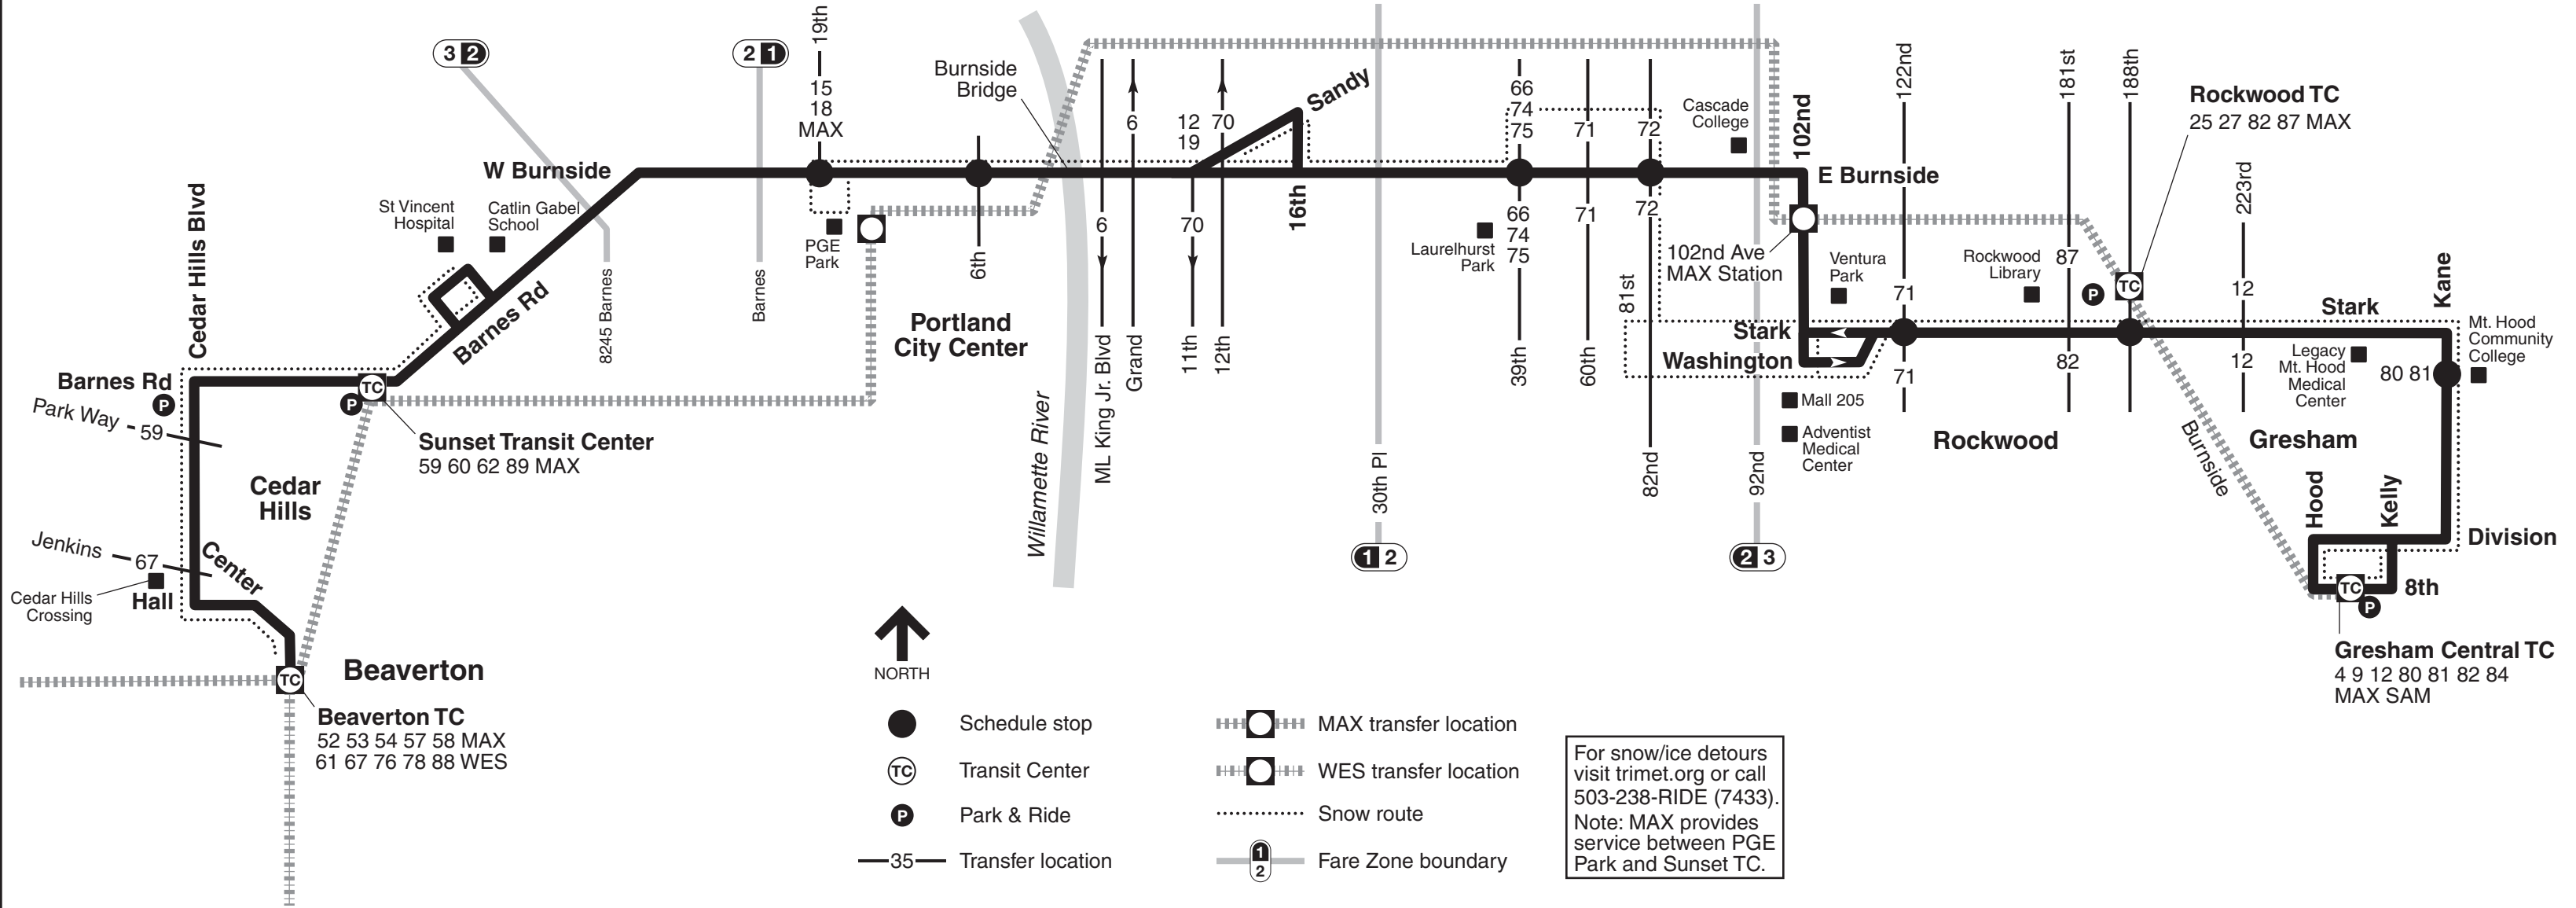 3 2
2 1
19th
15
18
MAX
Burnside
Bridge
6
12
19
70
Sandy
66
74
75
71
72
Cascade
College
102nd
122nd
181st
188th
Rockwood TC
25 27 82 87 MAX
W Burnside
E Burnside
Cedar Hills Blvd
St Vincent
Hospital
Catlin Gabel
School
PGE
Park
6th
6
70
16th
Laurelhurst
Park
66
74
75
71
72
102nd Ave
MAX Station
Ventura
Park
Rockwood
Library
87
P
TC
223rd
12
Kane
Barnes Rd
8245 Barnes
Barnes
Portland
City Center
ML King Jr. Blvd
Grand
11th
12th
39th
60th
81st
82nd
71
Stark
Washington
71
82
12
Stark
Mt. Hood
Community
College
Legacy
Mt. Hood
Medical
Center
80 81
Barnes Rd
P
P
TC
Park Way
59
Sunset Transit Center
59 60 62 89 MAX
Cedar
Hills
Willamette River
30th Pl
92nd
Mall 205
Adventist
Medical
Center
Rockwood
Burnside
Gresham
Hood
Kelly
Division
8th
TC
P
1 2
2 3
Jenkins
67
Center
Cedar Hills
Crossing
Hall
TC
Beaverton
Beaverton TC
52 53 54 57 58 MAX
61 67 76 78 88 WES
Gresham Central TC
4 9 12 80 81 82 84
MAX SAM
NORTH
Schedule stop
TC
Transit Center
P
Park & Ride
35
Transfer location
MAX transfer location
WES transfer location
Snow route
1
2
Fare Zone boundary
For snow/ice detours
visit trimet.org or call
503-238-RIDE (7433).
Note: MAX provides
service between PGE
Park and Sunset TC.